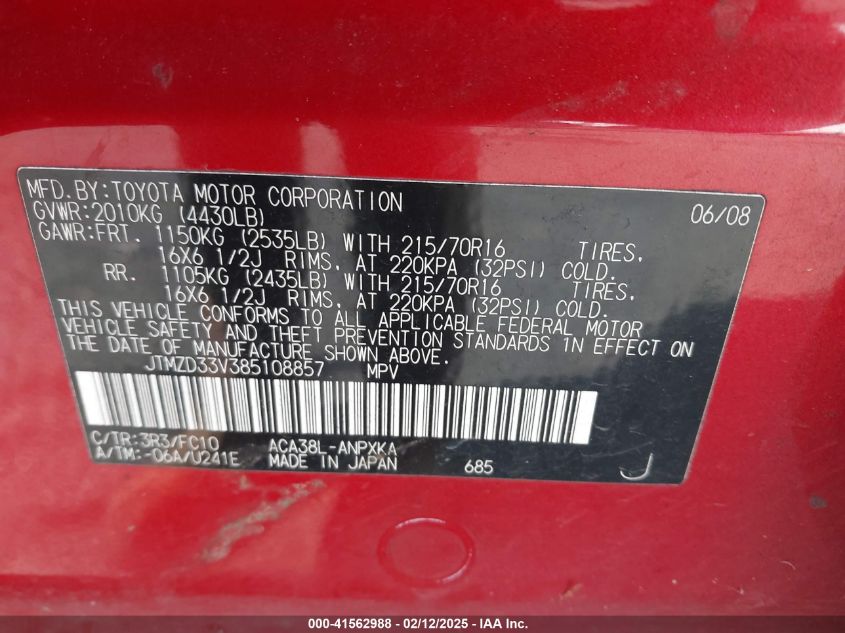 MFD.BY:TOYOTA MOTOR CORPORATION 06/08
GVWR:2010KG (4430LB)
GAWR:FRT. 1150KG (2535LB) WITH 215/70R16 TIRES,
16X6 1/2J RIMS, AT 220KPA (32PSI) COLD.
RR. 1105KG (2435LB) WITH 215/70R16 TIRES,
16X6 1/2J RIMS, AT 220KPA (32PSI) COLD.
THIS VEHICLE CONFORMS TO ALL APPLICABLE FEDERAL MOTOR
VEHICLE SAFETY AND THEFT PREVENTION STANDARDS IN EFFECT ON
THE DATE OF MANUFACTURE SHOWN ABOVE.
JTMZD33V385108857 MPV
C/TR:3R3/FC10 ACA38L-ANPXKA
A/TM:-06A/U241E MADE IN JAPAN 685 J
000-41562988 - 02/12/2025 - IAA Inc.